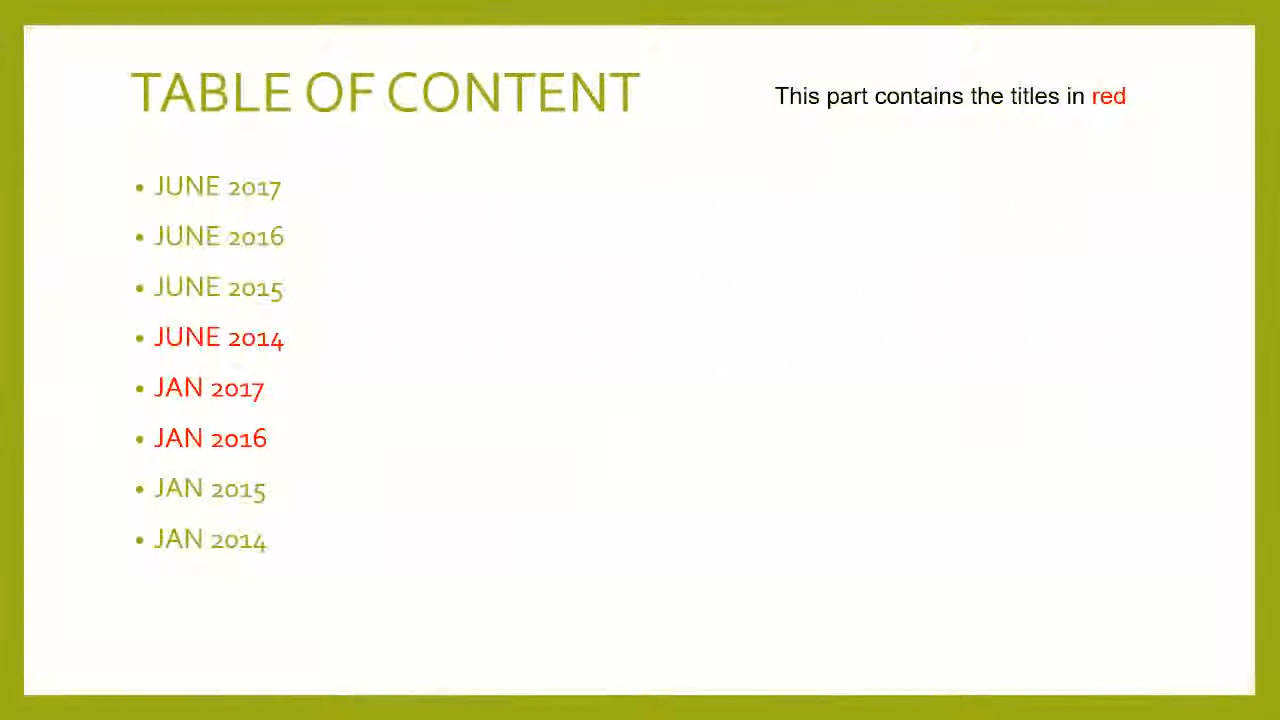 TABLE OF CONTENT
This part contains the titles in red
• JUNE 2017
• JUNE 2016
• JUNE 2015
• JUNE 2014
• JAN 2017
• JAN 2016
• JAN 2015
• JAN 2014